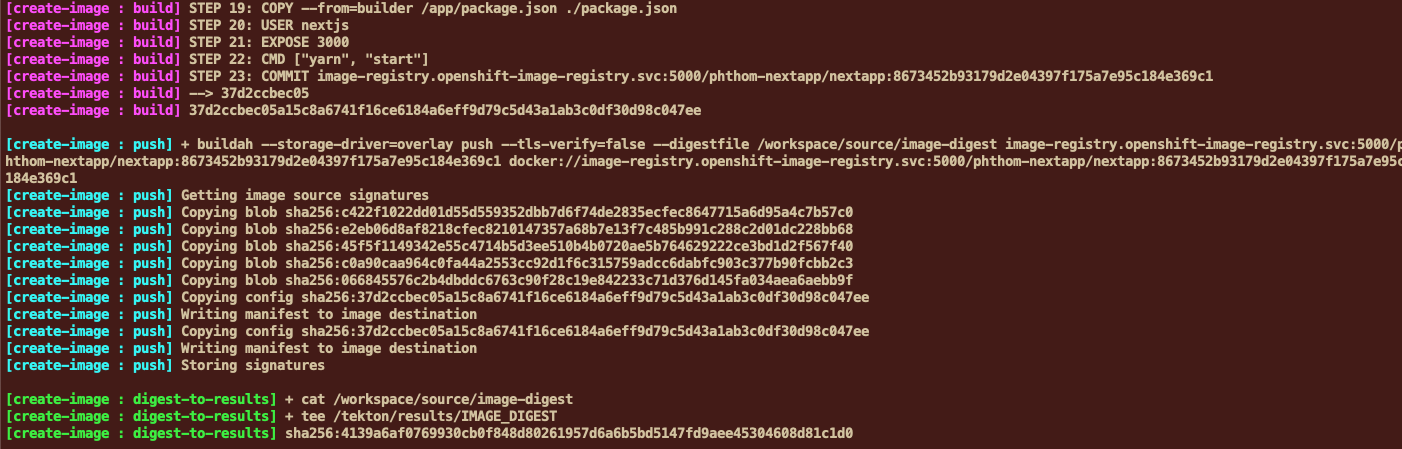 [create-image : build] STEP 19: COPY --from=builder /app/package.json ./package.json
[create-image : build] STEP 20: USER nextjs
[create-image : build] STEP 21: EXPOSE 3000
[create-image : build] STEP 22: CMD ["yarn", "start"]
[create-image : build] STEP 23: COMMIT image-registry.openshift-image-registry.svc:5000/phthom-nextapp/nextapp:8673452b93179d2e04397f175a7e95c184e369c1
[create-image : build] --> 37d2ccbec05
[create-image : build] 37d2ccbec05a15c8a6741f16ce6184a6eff9d79c5d43a1ab3c0df30d98c047ee
[create-image : push] + buildah --storage-driver=overlay push --tls-verify=false --digestfile /workspace/source/image-digest image-registry.openshift-image-registry.svc:5000/p
hthom-nextapp/nextapp:8673452b93179d2e04397f175a7e95c184e369c1 docker://image-registry.openshift-image-registry.svc:5000/phthom-nextapp/nextapp:8673452b93179d2e04397f175a7e95c
184e369c1
[create-image : push] Getting image source signatures
[create-image : push] Copying blob sha256:c422f1022dd01d55d559352dbb7d6f74de2835ecfec8647715a6d95a4c7b57c0
[create-image : push] Copying blob sha256:e2eb06d8af8218cfec8210147357a68b7e13f7c485b991c288c2d01dc228bb68
[create-image : push] Copying blob sha256:45f5f1149342e55c4714b5d3ee510b4b0720ae5b764629222ce3bd1d2f567f40
[create-image : push] Copying blob sha256:c0a90caa964c0fa44a2553cc92d1f6c315759adcc6dabfc903c377b90fcbb2c3
[create-image : push] Copying blob sha256:066845576c2b4dbddc6763c90f28c19e842233c71d376d145fa034aea6aebb9f
[create-image : push] Copying config sha256:37d2ccbec05a15c8a6741f16ce6184a6eff9d79c5d43a1ab3c0df30d98c047ee
[create-image : push] Writing manifest to image destination
[create-image : push] Copying config sha256:37d2ccbec05a15c8a6741f16ce6184a6eff9d79c5d43a1ab3c0df30d98c047ee
[create-image : push] Writing manifest to image destination
[create-image : push] Storing signatures
[create-image : digest-to-results] + cat /workspace/source/image-digest
[create-image : digest-to-results] + tee /tekton/results/IMAGE_DIGEST
[create-image : digest-to-results] sha256:4139a6af0769930cb0f848d80261957d6a6b5bd5147fd9aee45304608d81c1d0